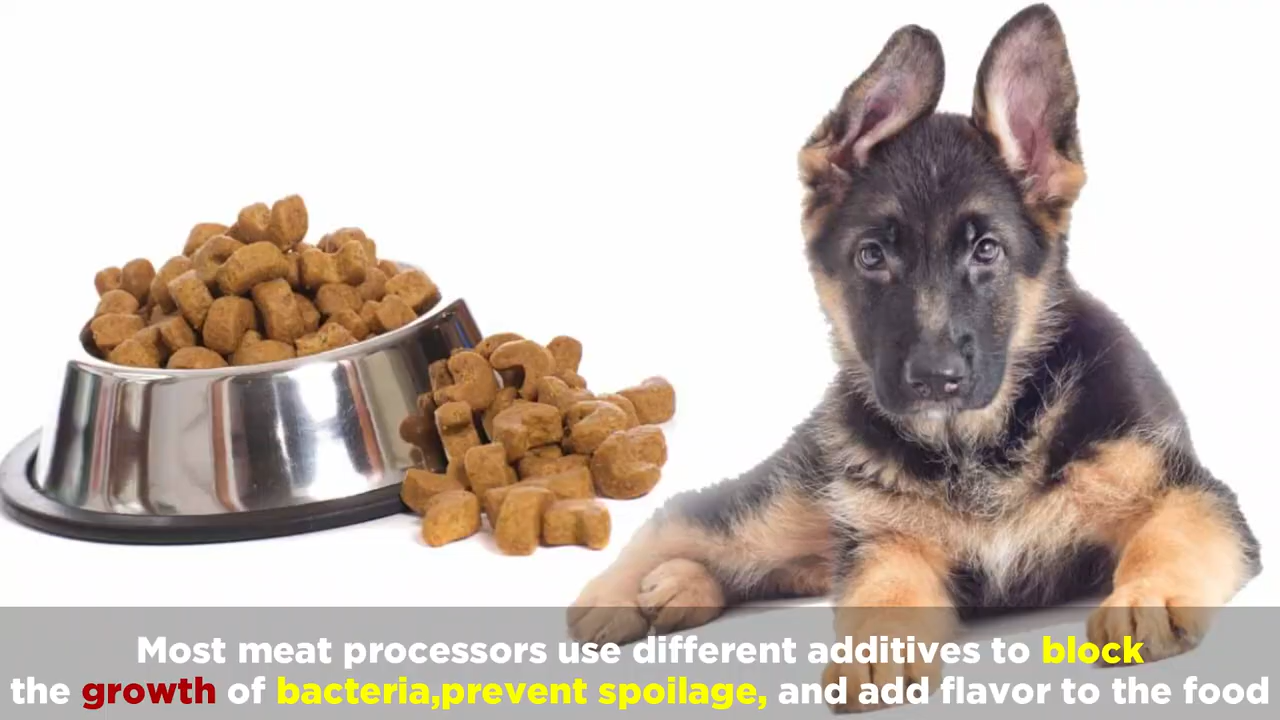 Most meat processors use different additives to block
the growth of bacteria,prevent spoilage, and add flavor to the food